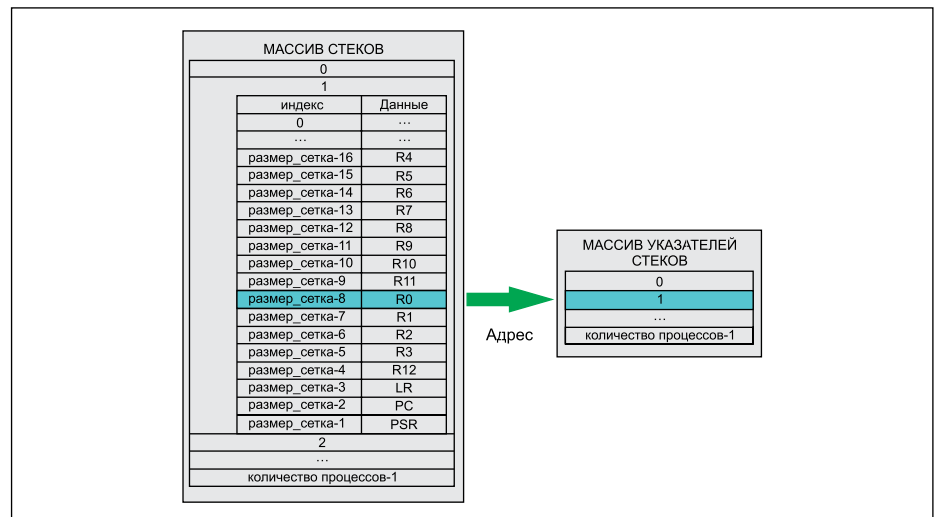 МАССИВ СТЕКОВ
0
1
индекс Данные
0 ...
... ...
размер_сетка-16 R4
размер_сетка-15 R5
размер_сетка-14 R6
размер_сетка-13 R7
размер_сетка-12 R8
размер_сетка-11 R9
размер_сетка-10 R10
размер_сетка-9 R11
размер_сетка-8 R0
размер_сетка-7 R1
размер_сетка-6 R2
размер_сетка-5 R3
размер_сетка-4 R12
размер_сетка-3 LR
размер_сетка-2 PC
размер_сетка-1 PSR
2
...
количество процессов-1
Адрес
МАССИВ УКАЗАТЕЛЕЙ
СТЕКОВ
0
1
...
количество процессов-1